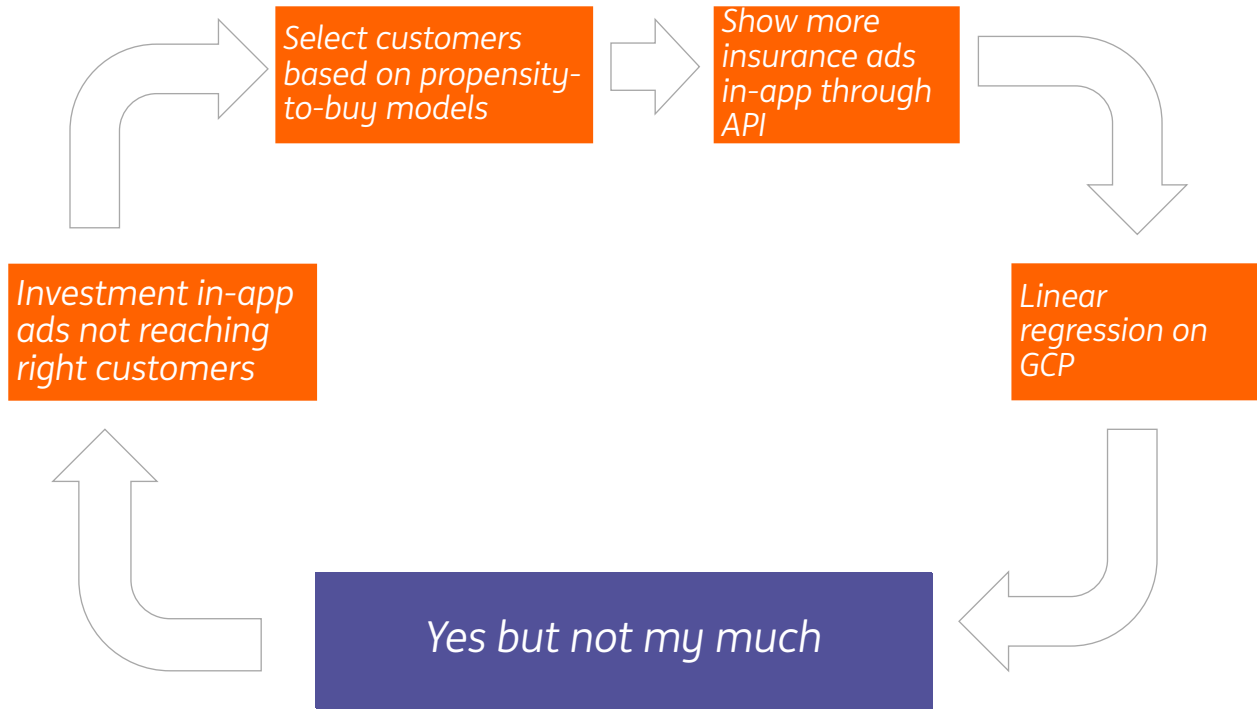 Select customers
based on propensity-
to-buy models
Show more
insurance ads
in-app through
API
Investment in-app
ads not reaching
right customers
Linear
regression on
GCP
Yes but not my much